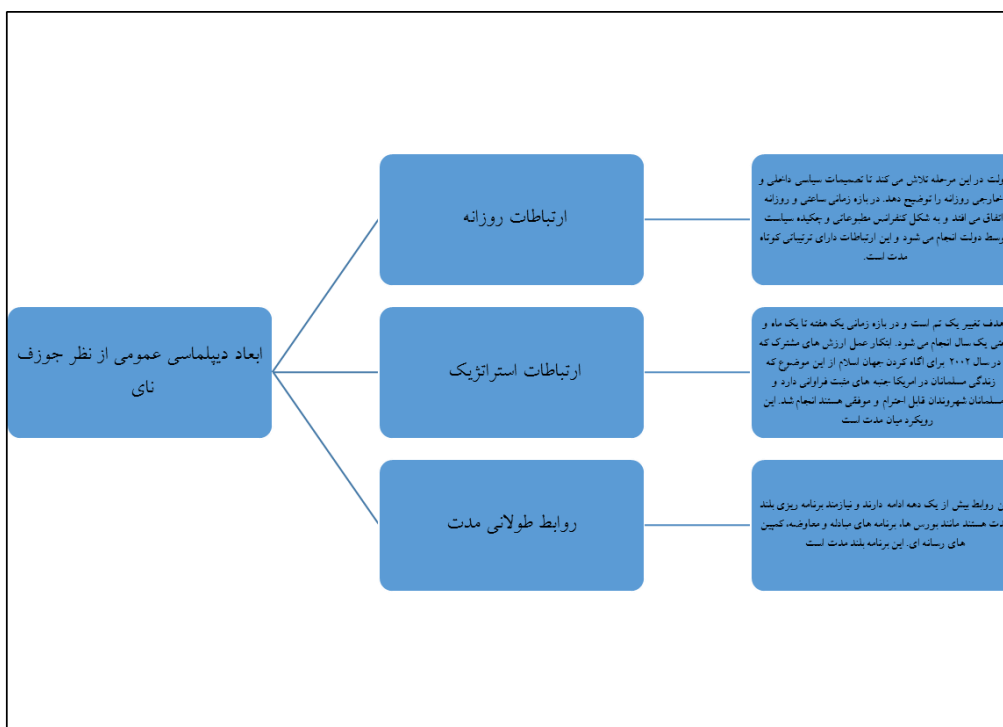 ابعاد دیپلماسی عمومی از نظر جوزف
نای
ارتباطات روزانه
ولت در این مرحله تلاش می کند تا تصمیمات سیاسی داخلی و
خارجی روزانه را توضیح دهد. در بازه زمانی ساعتی و روزانه
اتفاق می افتد و به شکل کنفرانس مطبوعاتی و چکیده سیاست
وسط دولت انجام می شود و این ارتباطات دارای ترتیباتی کوتاه
مدت است.
ارتباطات استراتژیک
هدف تغییر یک تم است و در بازه زمانی یک هفته تا یک ماه و
تی یک سال انجام می شود. ابتکار عمل ارزش های مشترک که
در سال ۲۰۰۲ برای آگاه کردن جهان اسلام از این موضوع که
زندگی مسلمانان در امریکا جنبه های مثبت فراوانی دارد و
مسلمانان شهروندان قابل احترام و موفقی هستند انجام شد. این
رویکرد میان مدت است
روابط طولانی مدت
ن روابط بیش از یک دهه ادامه دارند و نیازمند برنامه ریزی بلند
دت هستند مانند بورس ها، برنامه های مبادله و معاوضه، کمپین
های رسانه ای. این برنامه بلند مدت است